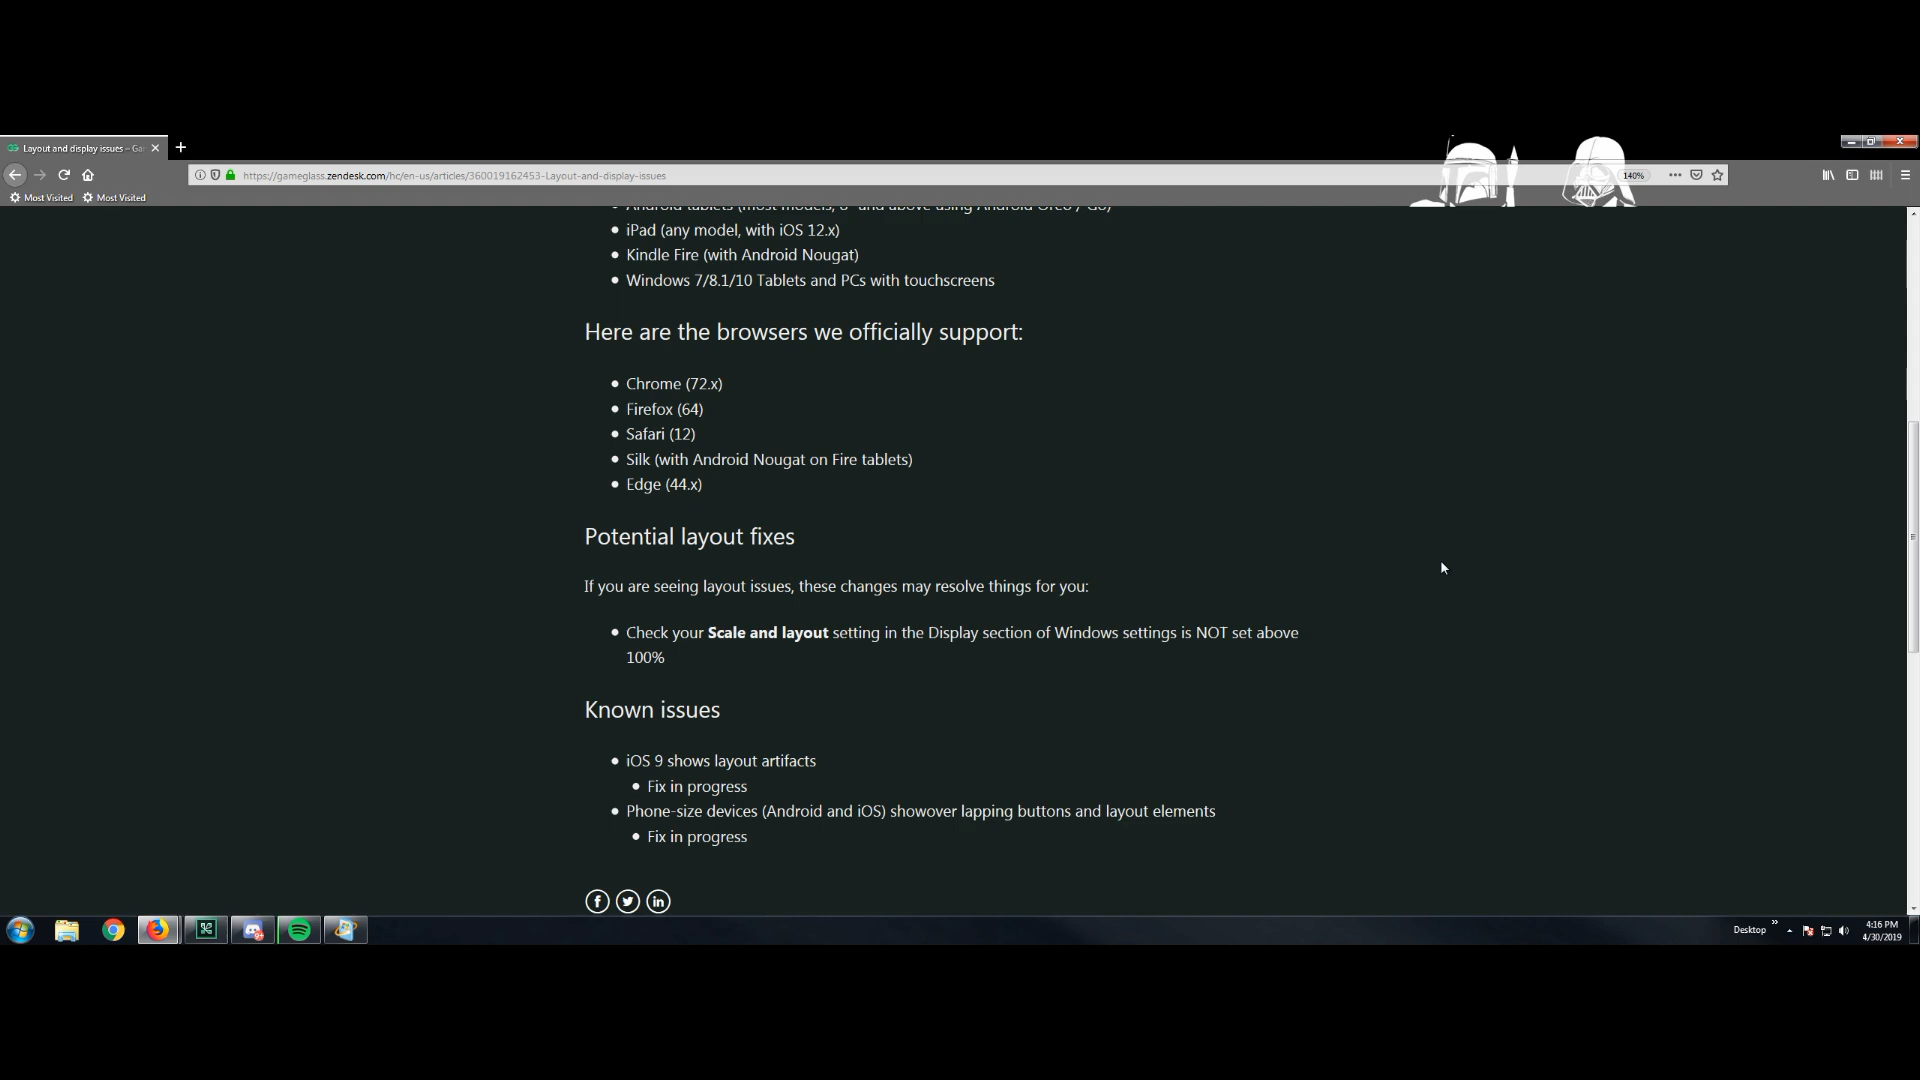 Layout and display issues – Ga
https://gameglass.zendesk.com/hc/en-us/articles/360019162453-Layout-and-display-issues
140%
Most Visited
Most Visited
iPad (any model, with iOS 12.x)
Kindle Fire (with Android Nougat)
Windows 7/8.1/10 Tablets and PCs with touchscreens
Here are the browsers we officially support:
Chrome (72.x)
Firefox (64)
Safari (12)
Silk (with Android Nougat on Fire tablets)
Edge (44.x)
Potential layout fixes
If you are seeing layout issues, these changes may resolve things for you:
Check your Scale and layout setting in the Display section of Windows settings is NOT set above
100%
Known issues
iOS 9 shows layout artifacts
Fix in progress
Phone-size devices (Android and iOS) showover lapping buttons and layout elements
Fix in progress
Desktop
4:16 PM
4/30/2019